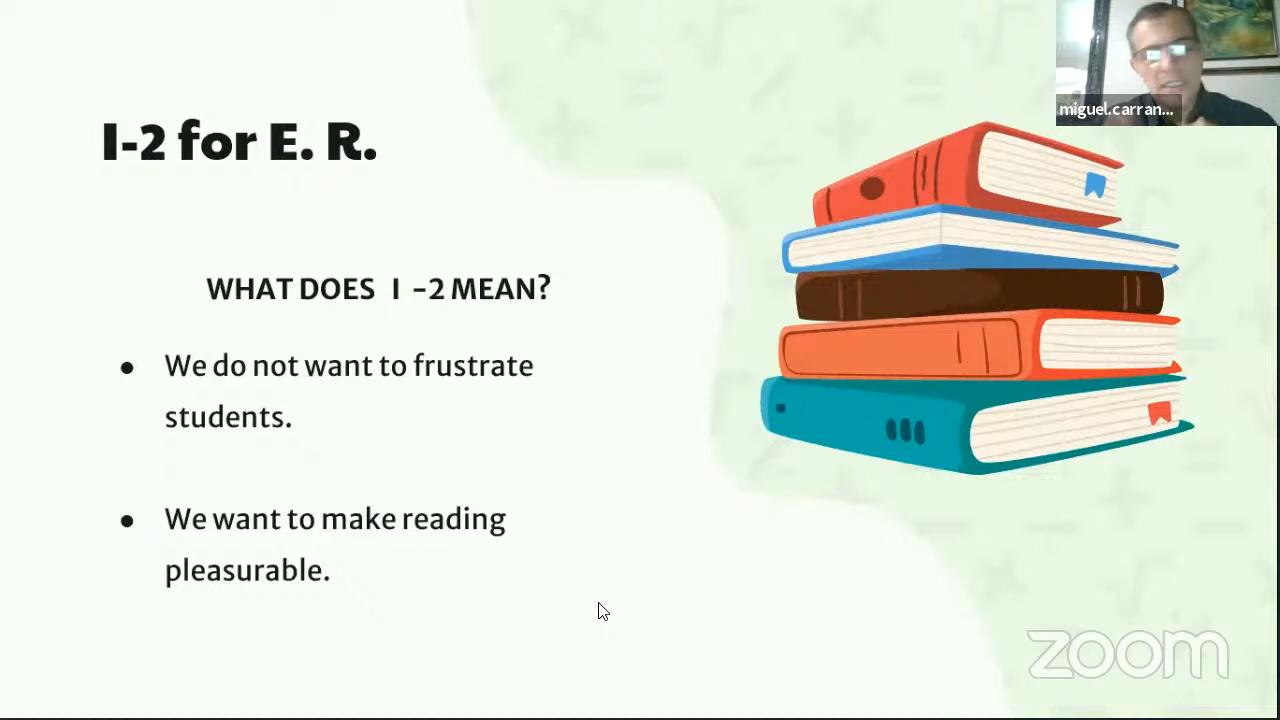 miguel.carran...
I-2 for E. R.
WHAT DOES I -2 MEAN?
● We do not want to frustrate
students.
● We want to make reading
pleasurable.
zoom